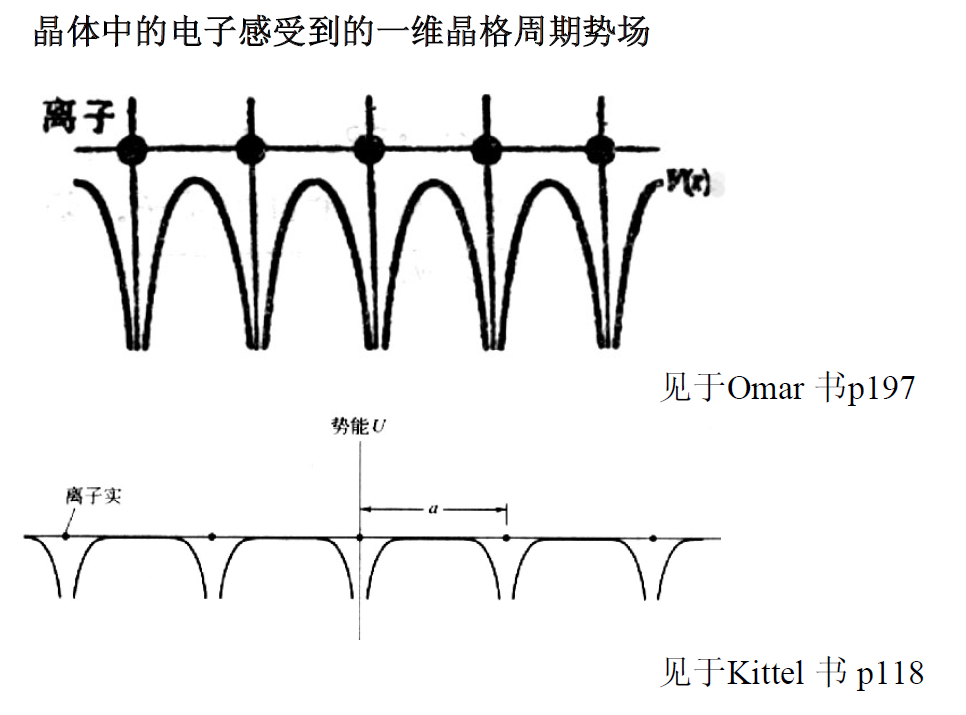 晶体中的电子感受到的一维晶格周期势场
离子
V(x)
见于Omar 书p197
势能U
离子实
a
见于Kittel 书 p118